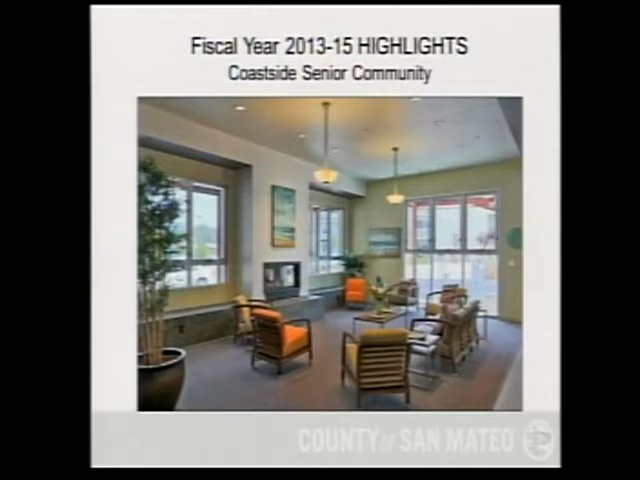 Fiscal Year 2013-15 HIGHLIGHTS
Coastside Senior Community
COUNTY of SAN MATEO